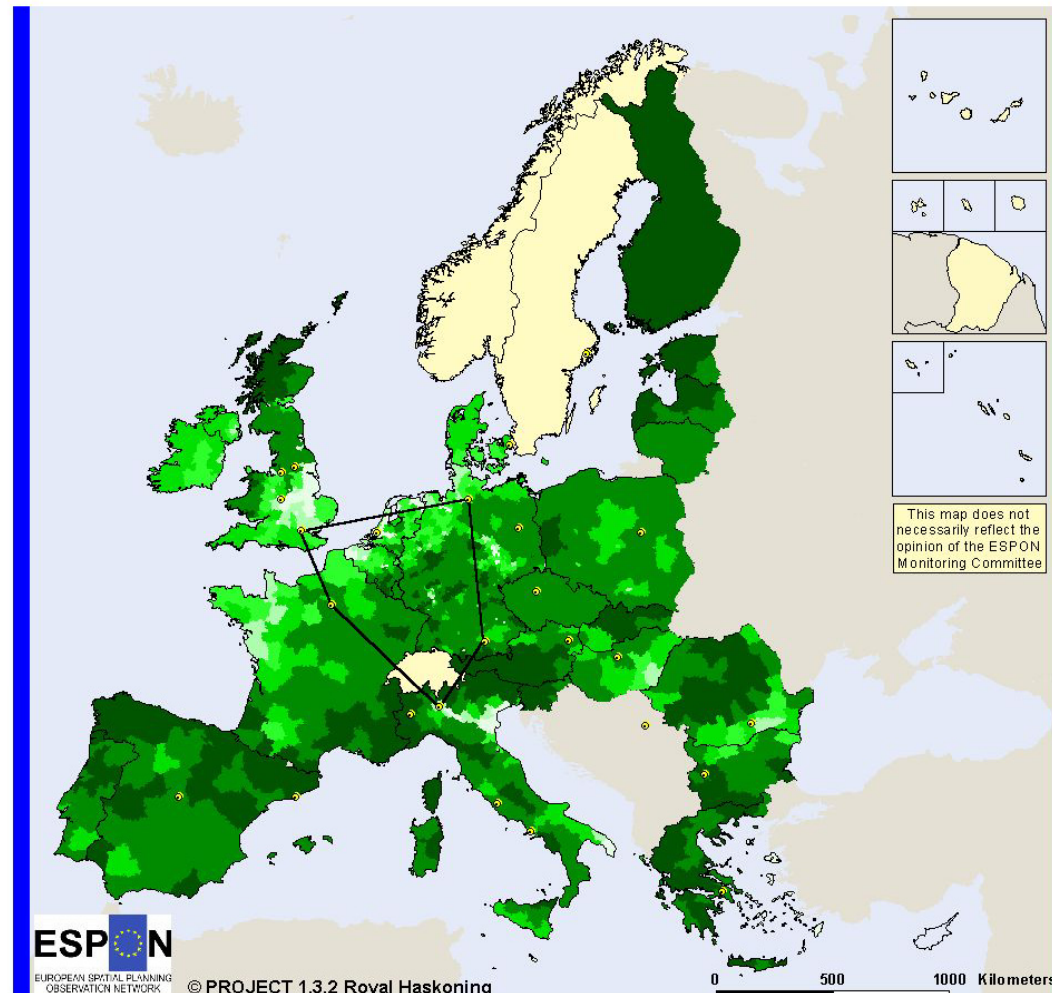 This map does not
necessarily reflect the
opinion of the ESPON
Monitoring Committee
ESPON
EUROPEAN SPATIAL PLANNING
OBSERVATION NETWORK
© PROJECT 1.3.2 Royal Haskoning
0 500 1000 Kilometers